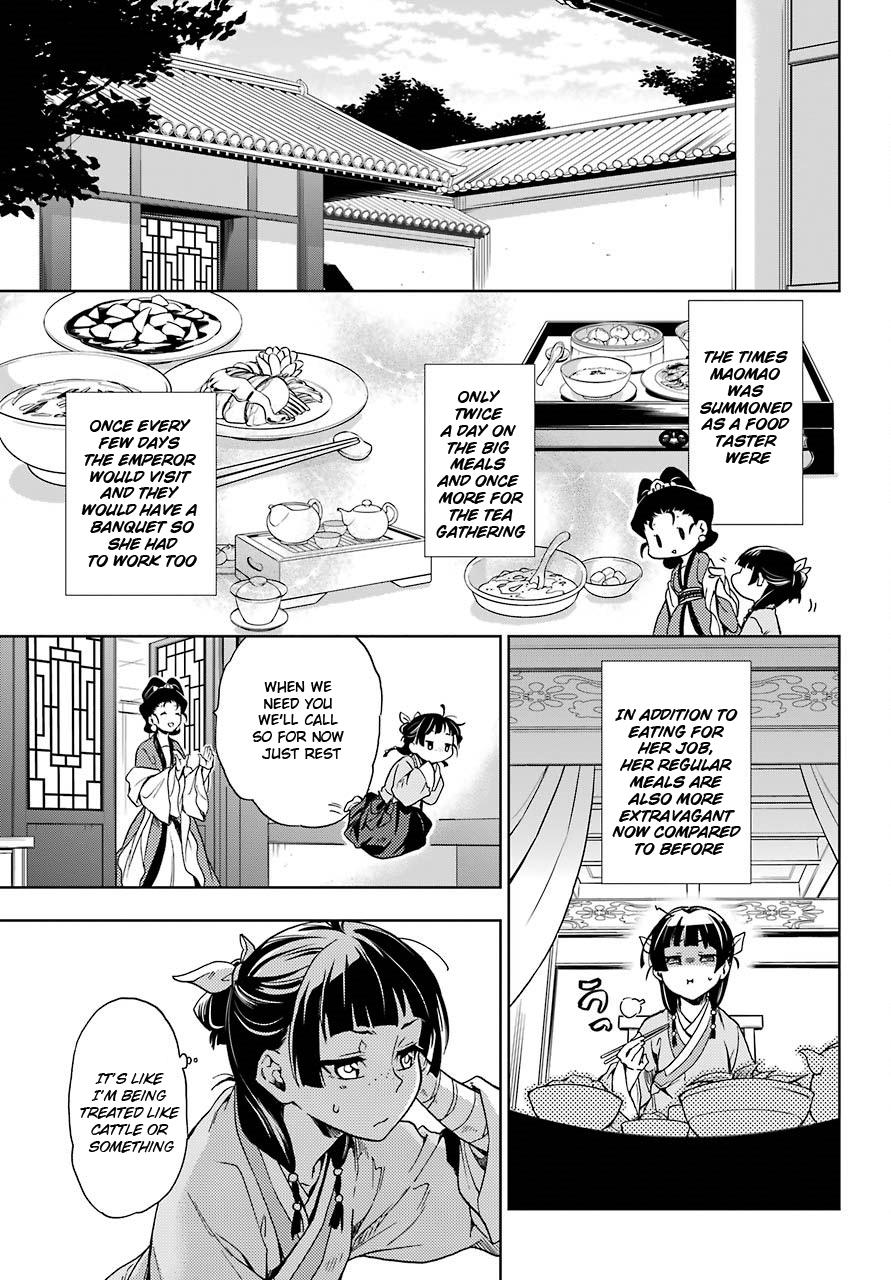 THE TIMES
MAOMAO
WAS
SUMMONED
AS A FOOD
TASTER
WERE
ONLY
TWICE
A DAY ON
THE BIG
MEALS
AND ONCE
MORE FOR
THE TEA
GATHERING
ONCE EVERY
FEW DAYS
THE EMPEROR
WOULD VISIT
AND THEY
WOULD HAVE A
BANQUET SO
SHE HAD
TO WORK TOO
IN ADDITION TO
EATING FOR
HER JOB,
HER REGULAR
MEALS ARE
ALSO MORE
EXTRAVAGANT
NOW COMPARED
TO BEFORE
WHEN WE
NEED YOU
WE'LL CALL
SO FOR NOW
JUST REST
IT'S LIKE
I'M BEING
TREATED LIKE
CATTLE OR
SOMETHING